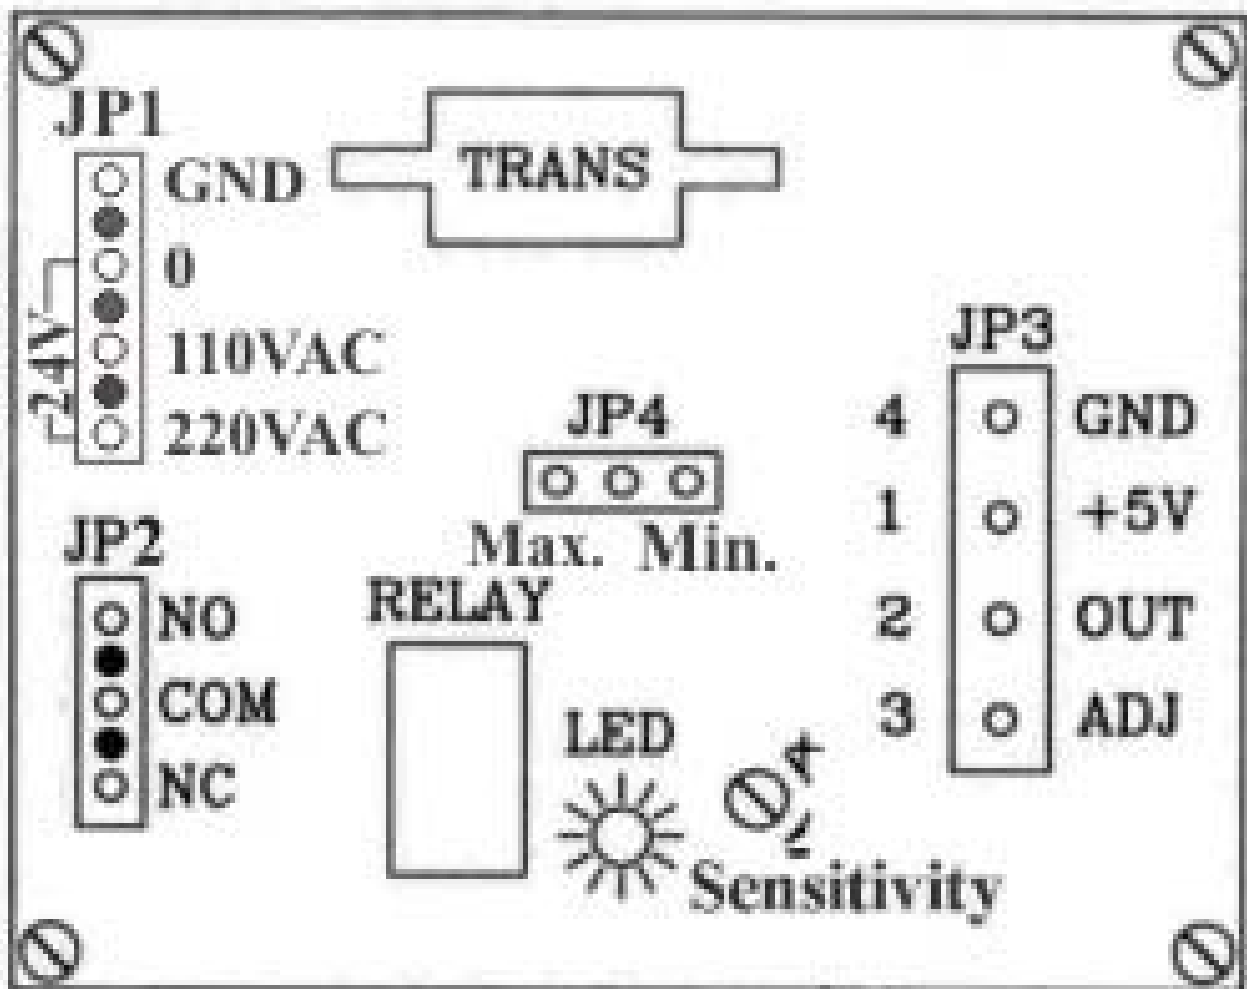 JP1
GND
0
110VAC
220VAC
24V
TRANS
JP2
NO
COM
NC
JP4
Max. Min.
RELAY
LED
Sensitivity
JP3
4 GND
1 +5V
2 OUT
3 ADJ